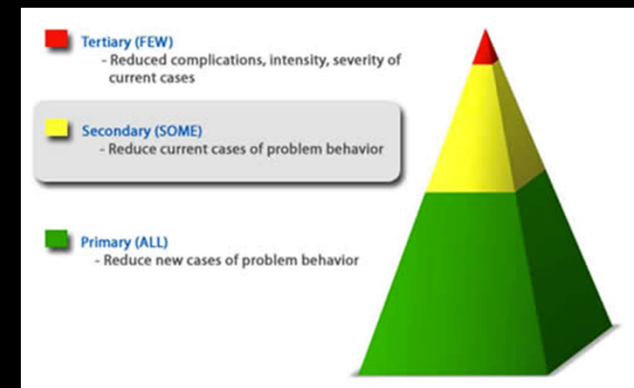 Tertiary (FEW)
- Reduced complications, intensity, severity of
current cases
Secondary (SOME)
- Reduce current cases of problem behavior
Primary (ALL)
- Reduce new cases of problem behavior